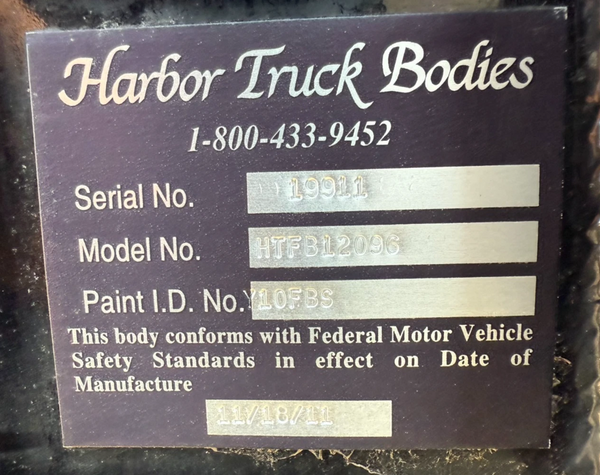 Harbor Truck Bodies
1-800-433-9452
Serial No. 19911
Model No. HTFB12096
Paint I.D. No. Y10FBS
This body conforms with Federal Motor Vehicle
Safety Standards in effect on Date of
Manufacture
11/18/11